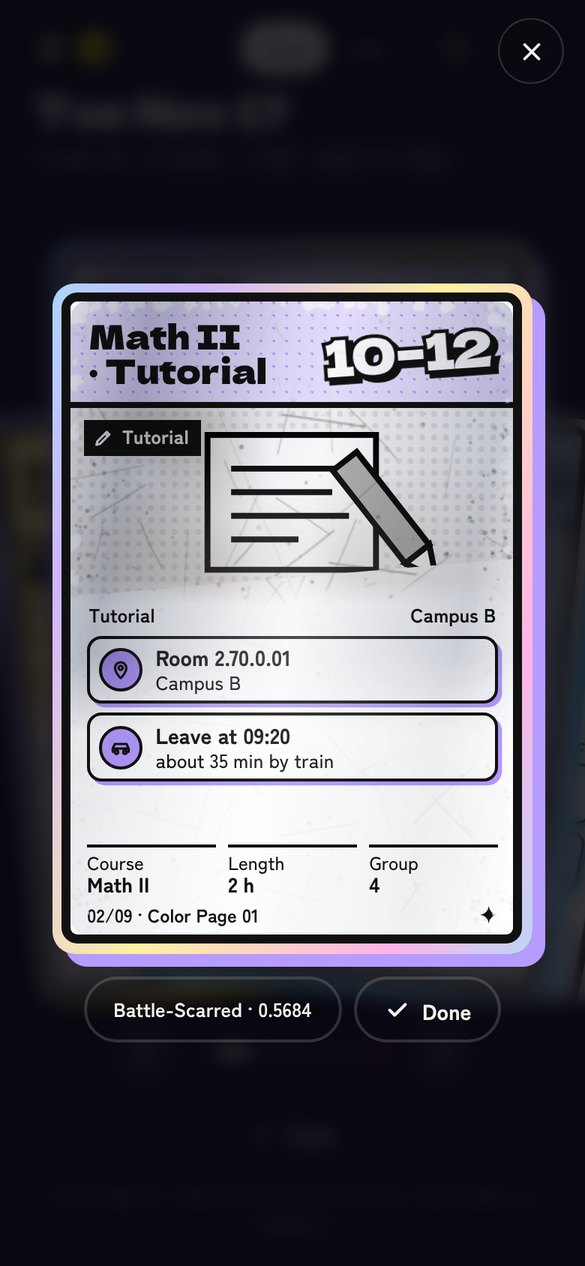 Math II
10-12
· Tutorial
Tutorial
Tutorial
Campus B
Room 2.70.0.01
Campus B
Leave at 09:20
about 35 min by train
Course
Length
Group
Math II
2 h
4
02/09 · Color Page 01
Battle-Scarred · 0.5684
Done